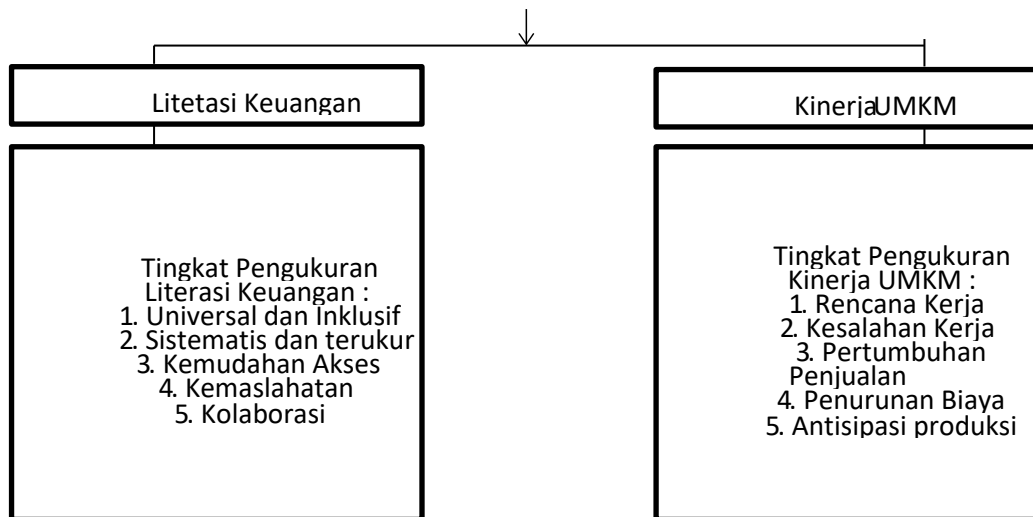 Litetasi Keuangan
Kinerja UMKM
Tingkat Pengukuran
Literasi Keuangan :
1. Universal dan Inklusif
2. Sistematis dan terukur
3. Kemudahan Akses
4. Kemaslahatan
5. Kolaborasi
Tingkat Pengukuran
Kinerja UMKM :
1. Rencana Kerja
2. Kesalahan Kerja
3. Pertumbuhan
Penjualan
4. Penurunan Biaya
5. Antisipasi produksi